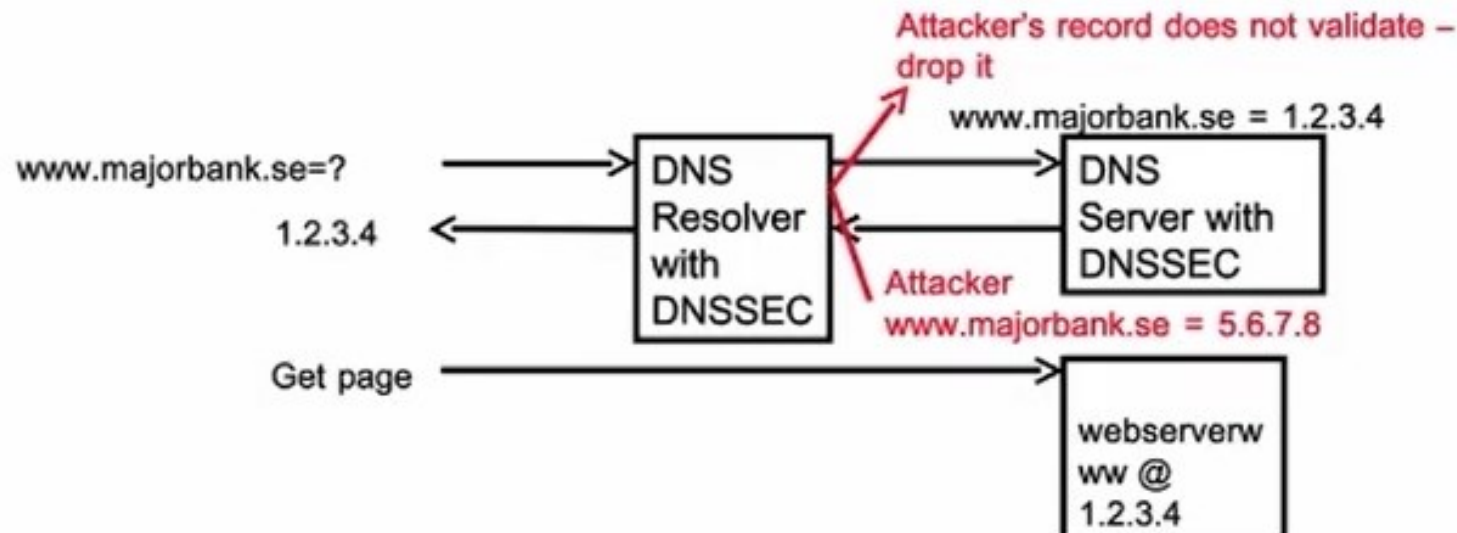 Attacker's record does not validate –
drop it
www.majorbank.se = 1.2.3.4
www.majorbank.se=?
1.2.3.4
DNS
Resolver
with
DNSSEC
DNS
Server with
DNSSEC
Attacker
www.majorbank.se = 5.6.7.8
Get page
webserverw
ww @
1.2.3.4